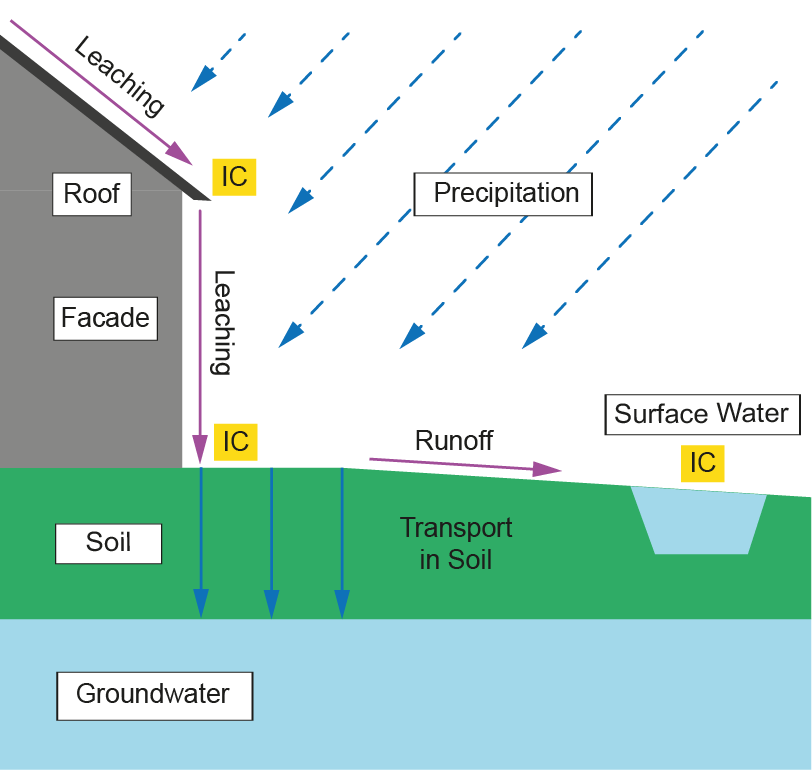 Leaching
IC
Roof
Precipitation
Leaching
Facade
Surface Water
IC
Runoff
IC
Soil
Transport
in Soil
Groundwater